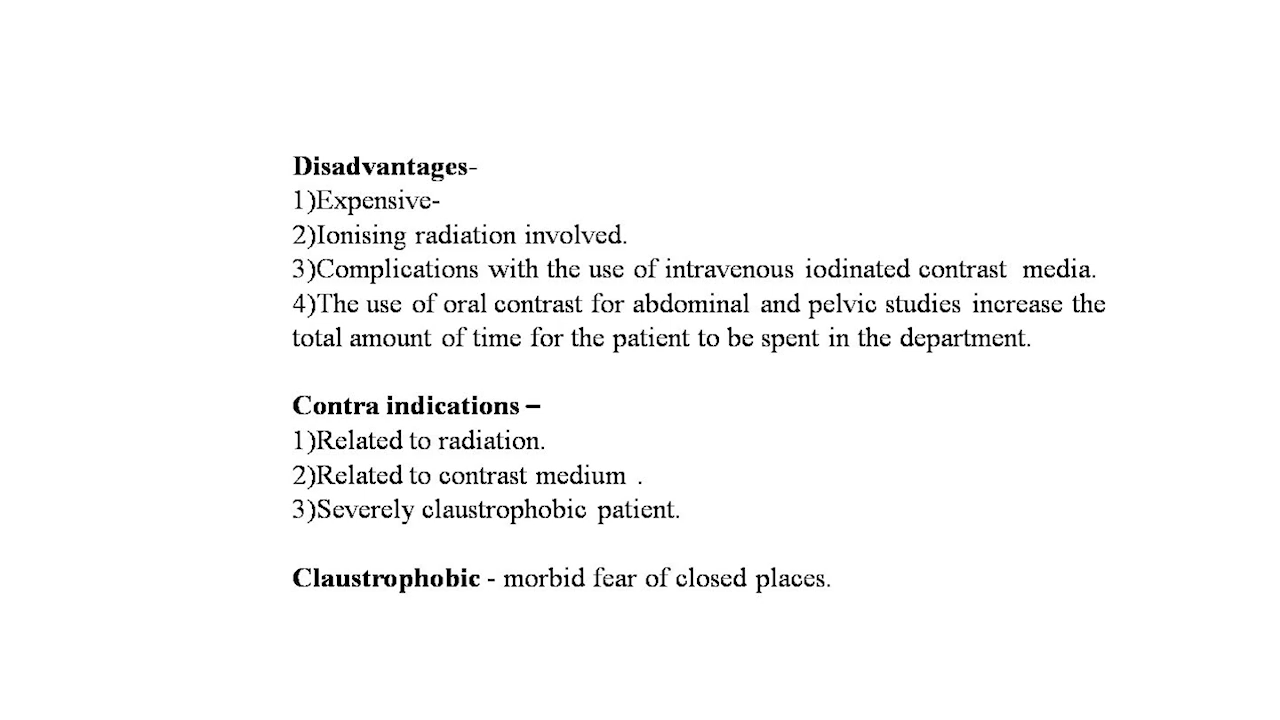 Disadvantages-
1)Expensive-
2)Ionising radiation involved.
3)Complications with the use of intravenous iodinated contrast media.
4)The use of oral contrast for abdominal and pelvic studies increase the
total amount of time for the patient to be spent in the department.
Contra indications –
1)Related to radiation.
2)Related to contrast medium .
3)Severely claustrophobic patient.
Claustrophobic - morbid fear of closed places.